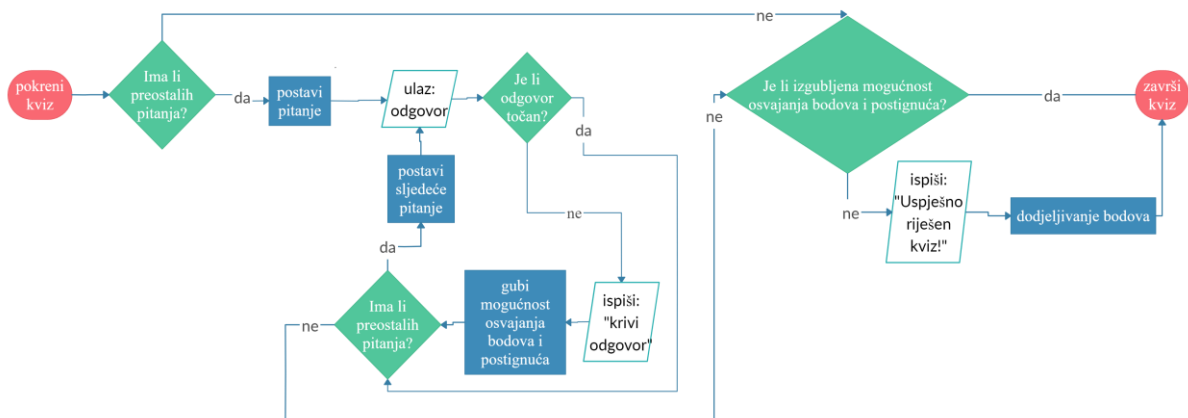 pokreni
kviz
Ima li
preostalih
pitanja?
da
postavi
pitanje
ulaz:
odgovor
Je li
odgovor
točan?
da
ne
ne
Je li izgubljena mogućnost
osvajanja bodova i postignuća?
da
završi
kviz
ne
ispiši:
"Uspješno
riješen
kviz!"
dodjeljivanje bodova
ne
postavi
sljedeće
pitanje
da
Ima li
preostalih
pitanja?
ne
gubi
mogućnost
osvajanja
bodova i
postignuća
ispiši:
"krivi
odgovor"